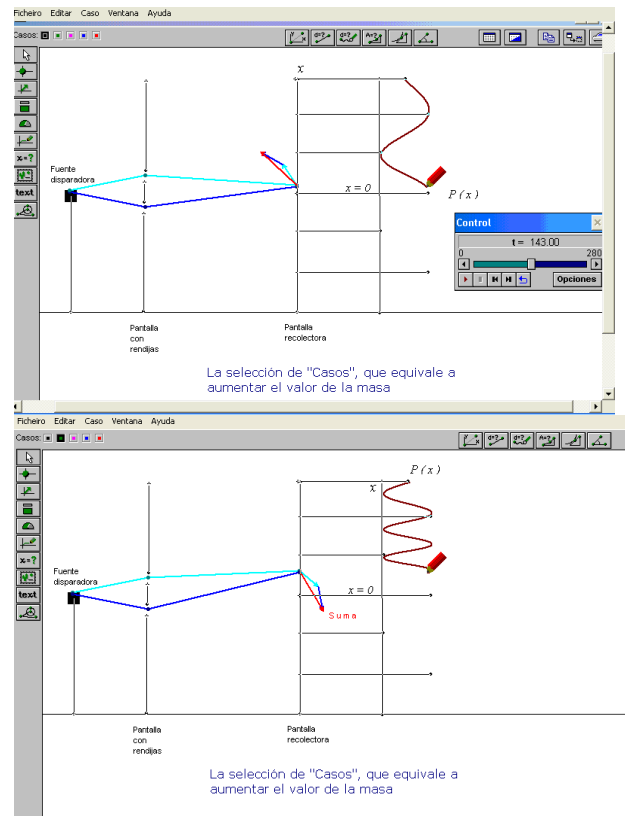 Ficheiro Editar Caso Ventana Ayuda
Casos:
x
Fuente
disparadora
x = 0
P ( x )
Control
t = 143.00
0 280
Opciones
x=?
text
Pantalla
con
rendijas
Pantalla
recolectora
La selección de "Casos", que equivale a
aumentar el valor de la masa
Ficheiro Editar Caso Ventana Ayuda
Casos:
P ( x )
x
Fuente
disparadora
x = 0
Suma
x=?
text
Pantalla
con
rendijas
Pantalla
recolectora
La selección de "Casos", que equivale a
aumentar el valor de la masa